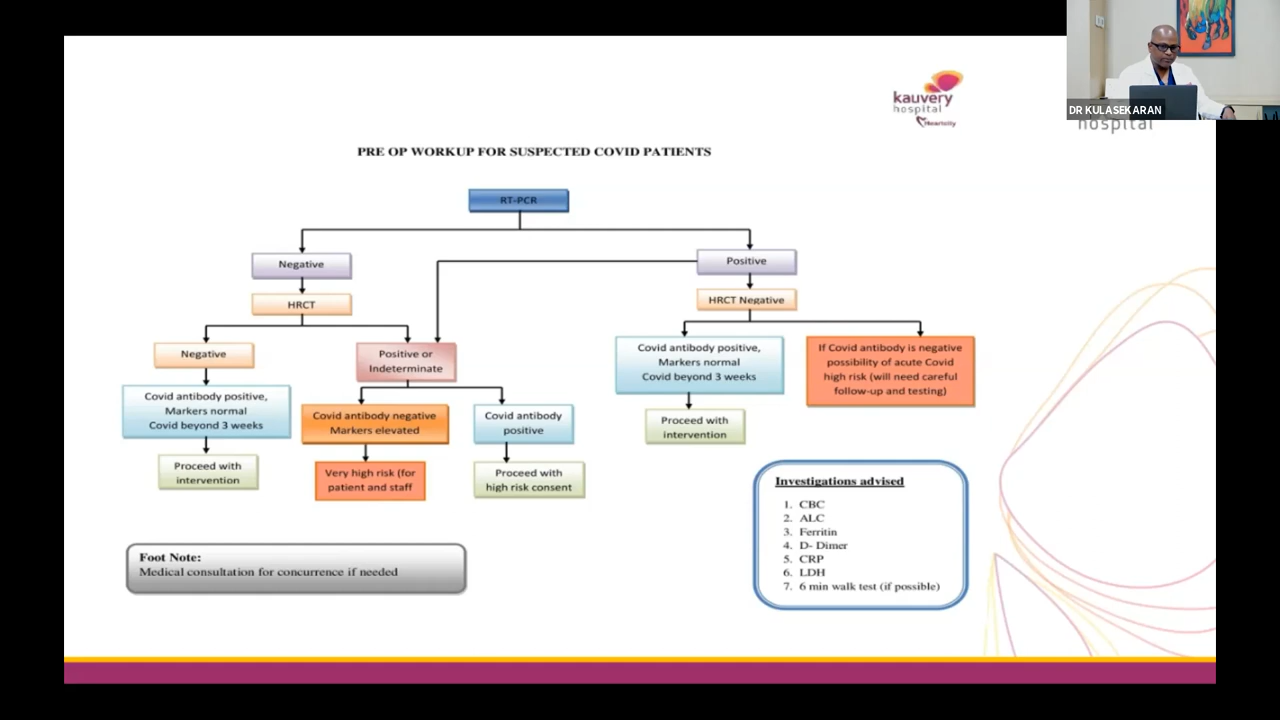 kauvery
hospital
Heartcity
DR KULASEKARAN
hospital
PRE OP WORKUP FOR SUSPECTED COVID PATIENTS
RT-PCR
Negative
Positive
HRCT
HRCT Negative
Negative
Positive or
Indeterminate
Covid antibody positive,
Markers normal
Covid beyond 3 weeks
If Covid antibody is negative
possibility of acute Covid
high risk (will need careful
follow-up and testing)
Covid antibody positive,
Markers normal
Covid beyond 3 weeks
Covid antibody negative
Markers elevated
Covid antibody
positive
Proceed with
intervention
Proceed with
intervention
Very high risk (for
patient and staff
Proceed with
high risk consent
Investigations advised
1. CBC
2. ALC
3. Ferritin
4. D- Dimer
5. CRP
6. LDH
7. 6 min walk test (if possible)
Foot Note:
Medical consultation for concurrence if needed